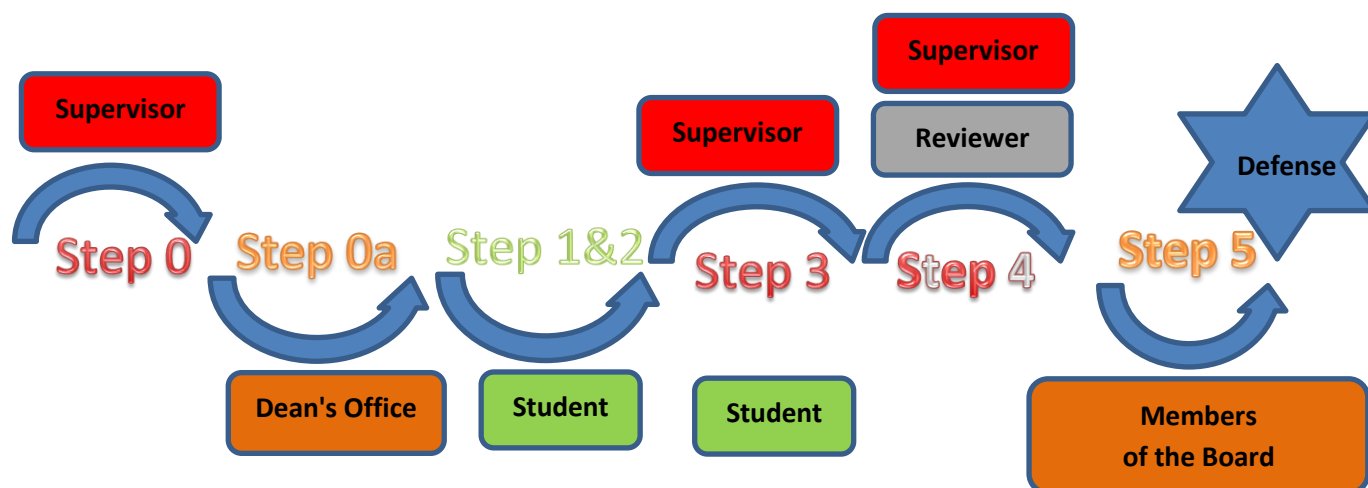 Supervisor
Supervisor
Supervisor
Reviewer
Defense
Step 0
Step 0a
Step 1&2
Step 3
Step 4
Step 5
Dean's Office
Student
Student
Members
of the Board